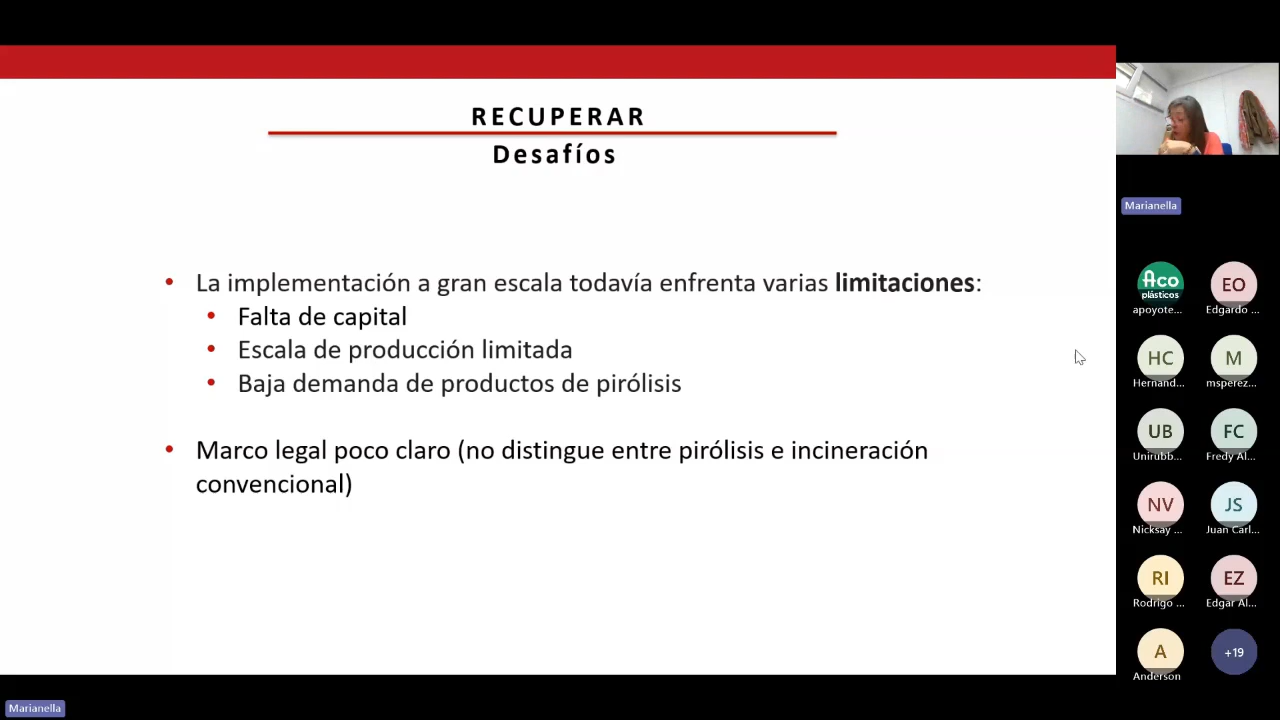 RECUPERAR
Desafíos
• La implementación a gran escala todavía enfrenta varias limitaciones:
• Falta de capital
• Escala de producción limitada
• Baja demanda de productos de pirólisis
• Marco legal poco claro (no distingue entre pirólisis e incineración
convencional)
Marianella
Aco
plásticos
apoyote...
EO
Edgardo ...
HC
Hernand...
M
msperez...
UB
Unirubb...
FC
Fredy Al...
NV
Nicksay ...
JS
Juan Carl...
RI
Rodrigo ...
EZ
Edgar Al...
A
Anderson
+19
Marianella